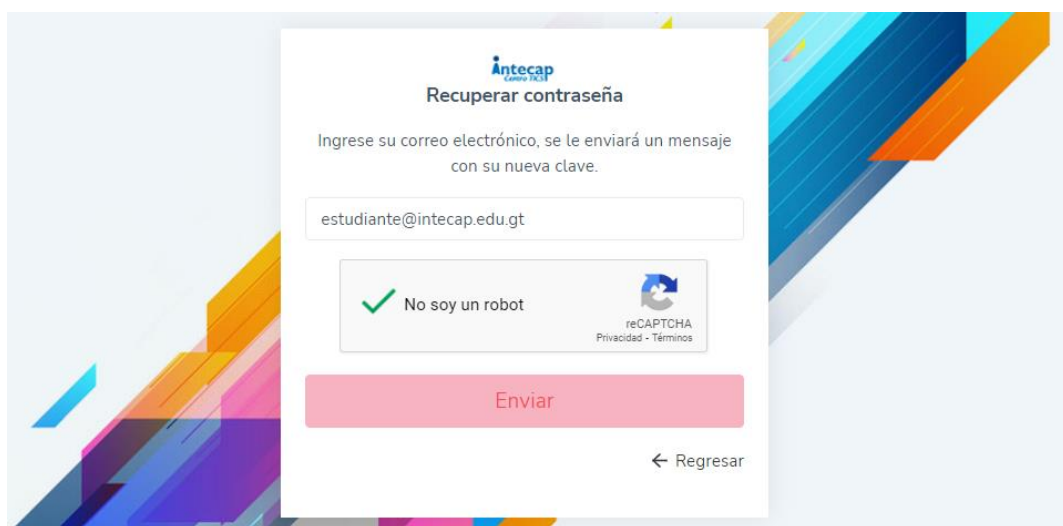 intecap
Centro TICS
Recuperar contraseña
Ingrese su correo electrónico, se le enviará un mensaje
con su nueva clave.
estudiante@intecap.edu.gt
No soy un robot
reCAPTCHA
Privacidad - Términos
Enviar
← Regresar